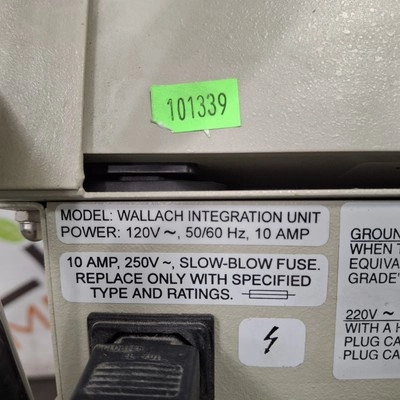 101339
MODEL: WALLACH INTEGRATION UNIT
POWER: 120V ~, 50/60 Hz, 10 AMP
10 AMP, 250V ~, SLOW-BLOW FUSE.
REPLACE ONLY WITH SPECIFIED
TYPE AND RATINGS.
GROUN
WHEN T
EQUIVA
GRADE"
220V ~
WITH A H
PLUG CA
PLUG CA